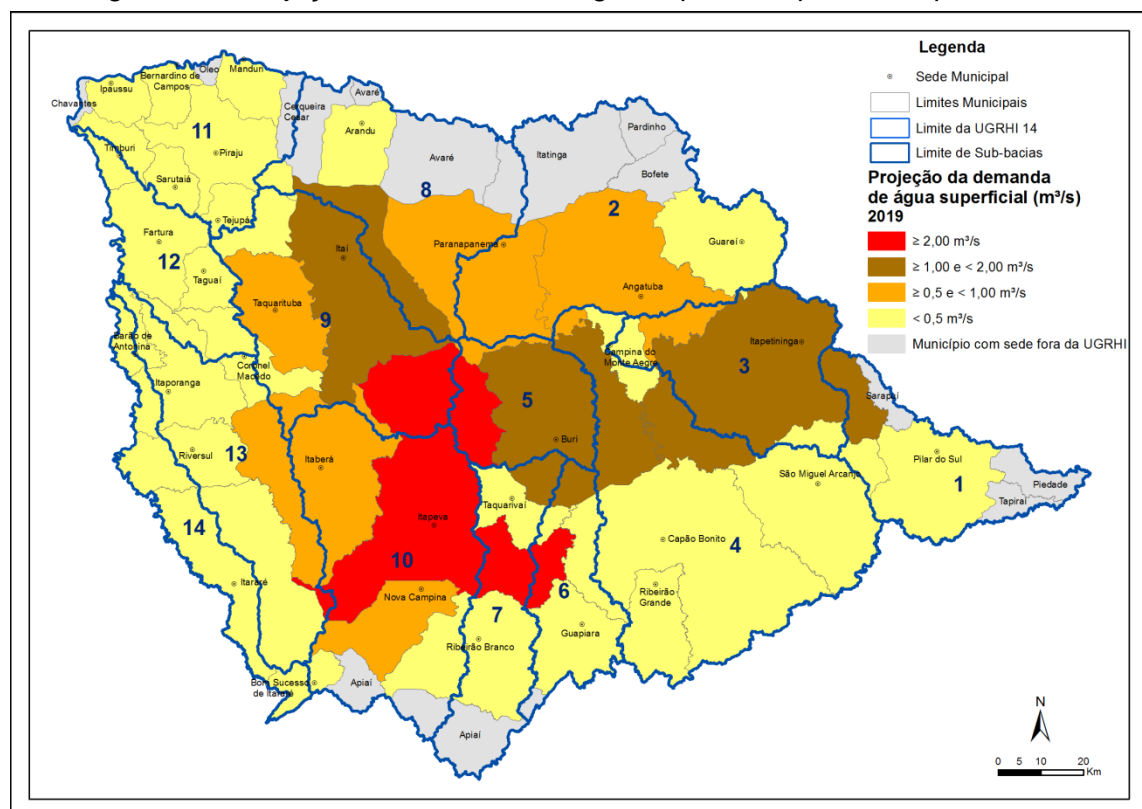 Legenda
Sede Municipal
Limites Municipais
Limite da UGRHI 14
Limite de Sub-bacias
Projeção da demanda
de água superficial (m³/s)
2019
≥ 2,00 m³/s
≥ 1,00 e < 2,00 m³/s
≥ 0,5 e < 1,00 m³/s
< 0,5 m³/s
Município com sede fora da UGRHI
Bernardino de
Campos
Óleo
Manduri
Ipaussu
Chavantes
Cerqueira
Cesar
Avaré
Arandu
11
Timburi
Piraju
Sarutaiá
Tejupá
Avaré
8
Itatinga
Pardinho
Bofete
2
Fartura
12
Taguaí
Itaí
Paranapanema
Guareí
Angatuba
Taquarituba
9
Barão de
Antonina
Coronel
Macedo
Itaporanga
Campina do
Monte Alegre
Itapetininga
3
Sarapuí
5
Buri
Riversul
13
Itaberá
Pilar do Sul
1
Piedade
Tapiraí
São Miguel Arcanjo
14
Taquarivaí
Itapeva
10
Capão Bonito
4
Itararé
Nova Campina
6
Ribeirão
Grande
7
Guapiara
Ribeirão Branco
Bom Sucesso
de Itararé
Apiaí
Apiaí
N
0 5 10 20
Km